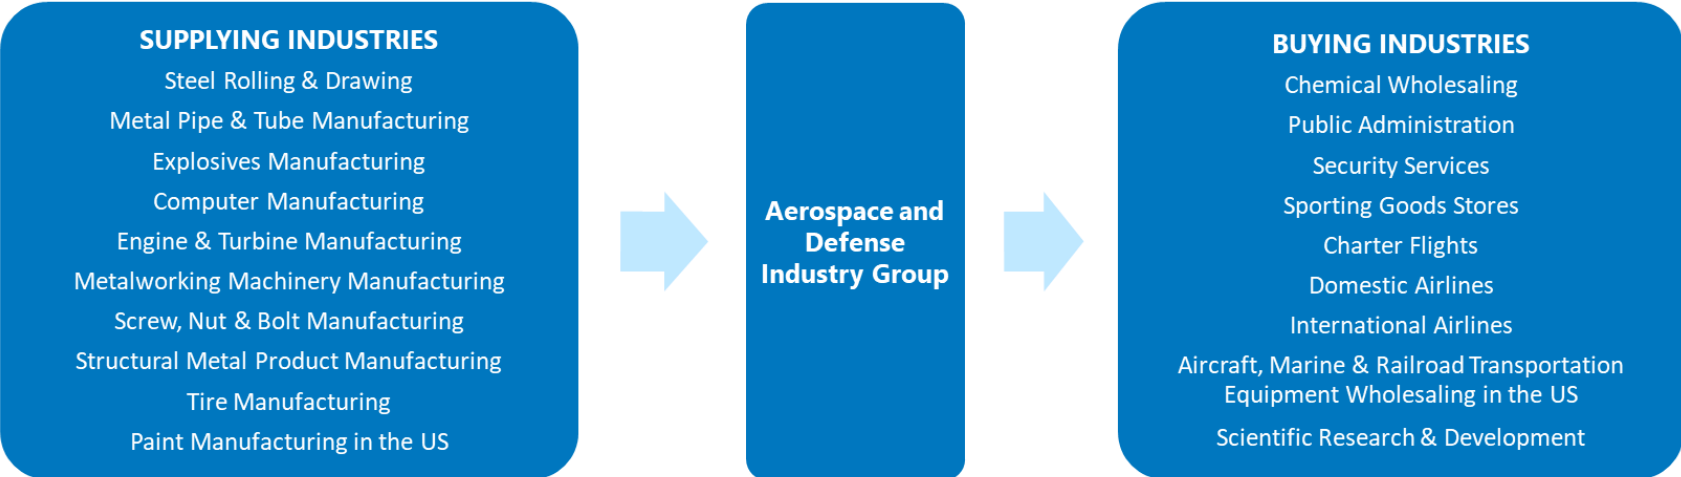 SUPPLYING INDUSTRIES
Steel Rolling & Drawing
Metal Pipe & Tube Manufacturing
Explosives Manufacturing
Computer Manufacturing
Engine & Turbine Manufacturing
Metalworking Machinery Manufacturing
Screw, Nut & Bolt Manufacturing
Structural Metal Product Manufacturing
Tire Manufacturing
Paint Manufacturing in the US
Aerospace and
Defense
Industry Group
BUYING INDUSTRIES
Chemical Wholesaling
Public Administration
Security Services
Sporting Goods Stores
Charter Flights
Domestic Airlines
International Airlines
Aircraft, Marine & Railroad Transportation
Equipment Wholesaling in the US
Scientific Research & Development